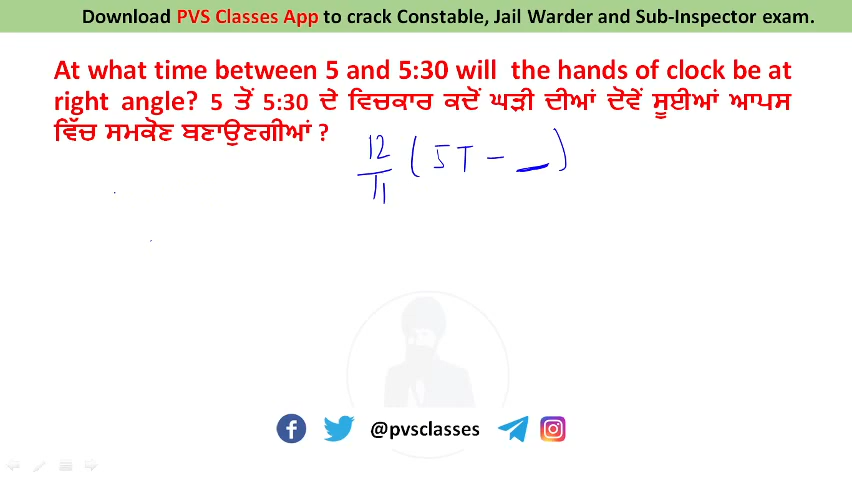 Download PVS Classes App to crack Constable, Jail Warder and Sub-Inspector exam.
At what time between 5 and 5:30 will the hands of clock be at
right angle? 5 ਤੋਂ 5:30 ਦੇ ਵਿਚਕਾਰ ਕਦੋਂ ਘੜੀ ਦੀਆਂ ਦੋਵੇਂ ਸੂਈਆਂ ਆਪਸ
ਵਿੱਚ ਸਮਕੋਣ ਬਣਾਉਣਗੀਆਂ ?
12/11 ( 5T − _ )
@pvsclasses